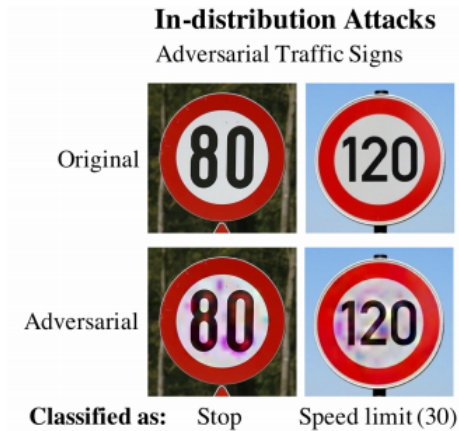 In-distribution Attacks
Adversarial Traffic Signs
Original
80
120
Adversarial
80
120
Classified as: Stop Speed limit (30)